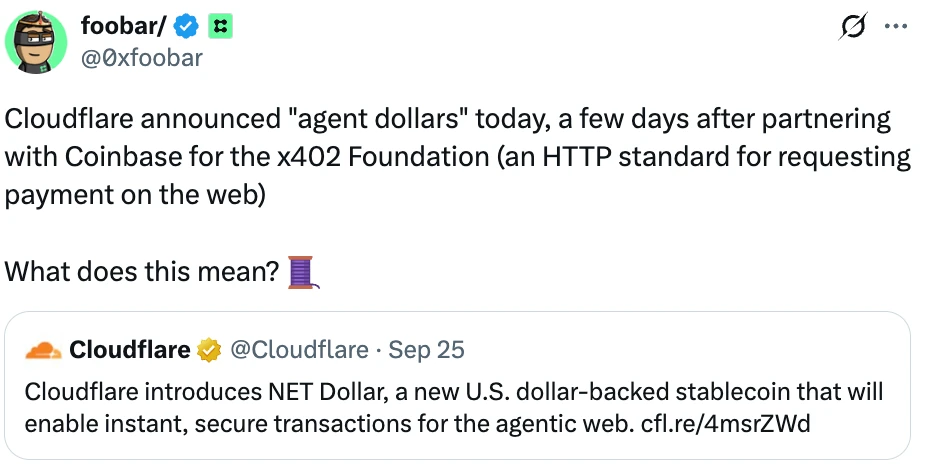 foobar/
@0xfoobar
Cloudflare announced "agent dollars" today, a few days after partnering
with Coinbase for the x402 Foundation (an HTTP standard for requesting
payment on the web)
What does this mean? 🧵
Cloudflare @Cloudflare · Sep 25
Cloudflare introduces NET Dollar, a new U.S. dollar-backed stablecoin that will
enable instant, secure transactions for the agentic web. cfl.re/4msrZWd